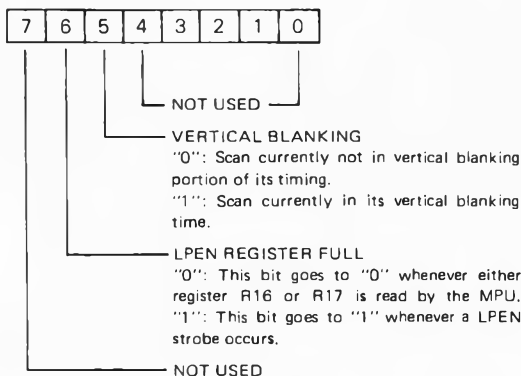 7 6 5 4 3 2 1 0
NOT USED
VERTICAL BLANKING
"0": Scan currently not in vertical blanking
portion of its timing.
"1": Scan currently in its vertical blanking
time.
LPEN REGISTER FULL
"0": This bit goes to "0" whenever either
register R16 or R17 is read by the MPU.
"1": This bit goes to "1" whenever a LPEN
strobe occurs.
NOT USED